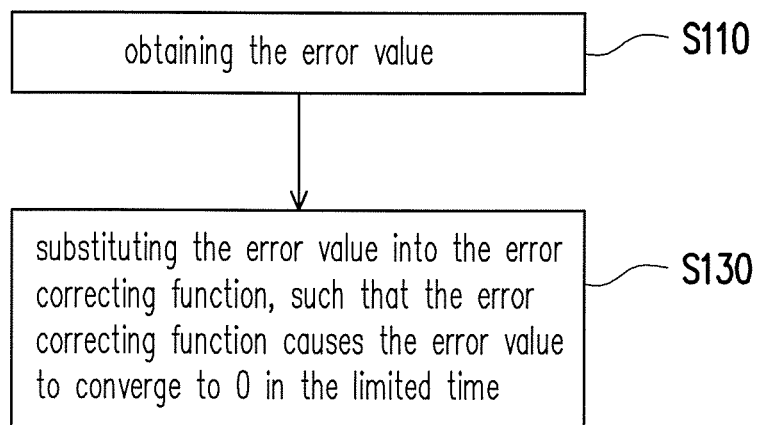 obtaining the error value
S110
substituting the error value into the error
correcting function, such that the error
correcting function causes the error value
to converge to 0 in the limited time
S130